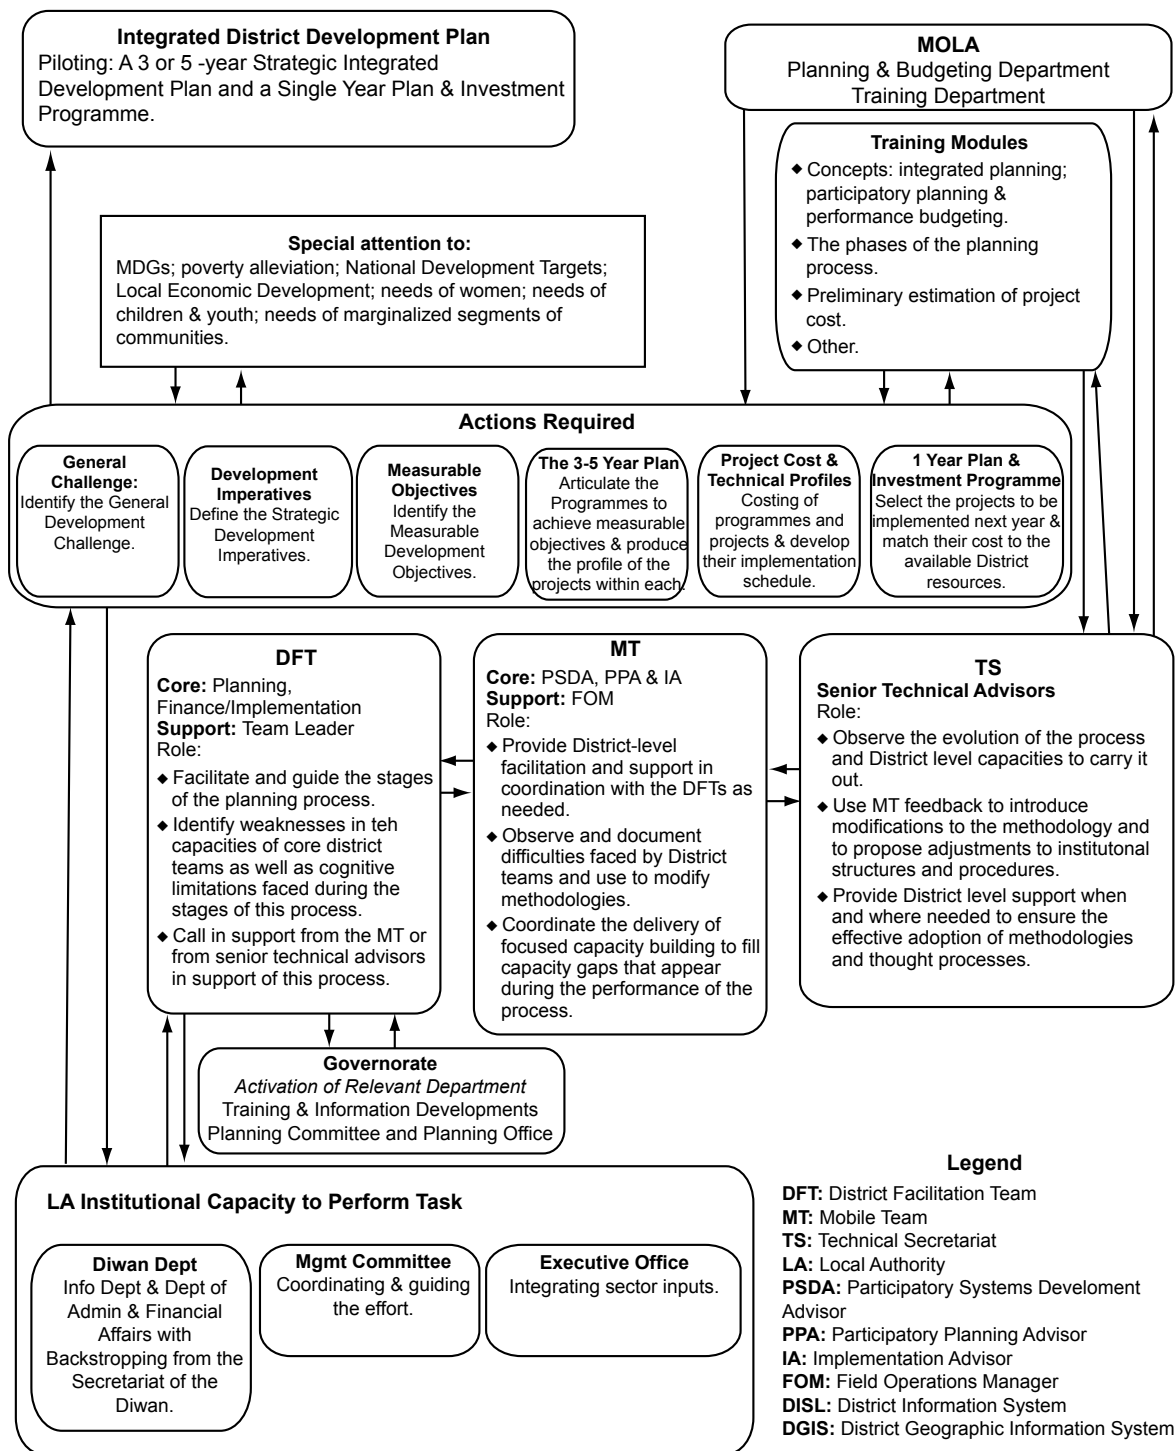 Integrated District Development Plan
Piloting: A 3 or 5 -year Strategic Integrated
Development Plan and a Single Year Plan & Investment
Programme.
MOLA
Planning & Budgeting Department
Training Department
Training Modules
◆ Concepts: integrated planning;
participatory planning &
performance budgeting.
◆ The phases of the planning
process.
◆ Preliminary estimation of project
cost.
◆ Other.
Special attention to:
MDGs; poverty alleviation; National Development Targets;
Local Economic Development; needs of women; needs of
children & youth; needs of marginalized segments of
communities.
Actions Required
General
Challenge:
Identify the General
Development
Challenge.
Development
Imperatives
Define the Strategic
Development
Imperatives.
Measurable
Objectives
Identify the
Measurable
Development
Objectives.
The 3-5 Year Plan
Articulate the
Programmes to
achieve measurable
objectives & produce
the profile of the
projects within each.
Project Cost &
Technical Profiles
Costing of
programmes and
projects & develop
their implementation
schedule.
1 Year Plan &
Investment Programme
Select the projects to be
implemented next year &
match their cost to the
available District
resources.
DFT
Core: Planning,
Finance/Implementation
Support: Team Leader
Role:
◆ Facilitate and guide the stages
of the planning process.
◆ Identify weaknesses in teh
capacities of core district
teams as well as cognitive
limitations faced during the
stages of this process.
◆ Call in support from the MT or
from senior technical advisors
in support of this process.
MT
Core: PSDA, PPA & IA
Support: FOM
Role:
◆ Provide District-level
facilitation and support in
coordination with the DFTs as
needed.
◆ Observe and document
difficulties faced by District
teams and use to modify
methodologies.
◆ Coordinate the delivery of
focused capacity building to fill
capacity gaps that appear
during the performance of the
process.
TS
Senior Technical Advisors
Role:
◆ Observe the evolution of the process
and District level capacities to carry it
out.
◆ Use MT feedback to introduce
modifications to the methodology and
to propose adjustments to institutonal
structures and procedures.
◆ Provide District level support when
and where needed to ensure the
effective adoption of methodologies
and thought processes.
Governorate
Activation of Relevant Department
Training & Information Developments
Planning Committee and Planning Office
LA Institutional Capacity to Perform Task
Diwan Dept
Info Dept & Dept of
Admin & Financial
Affairs with
Backstropping from the
Secretariat of the
Diwan.
Mgmt Committee
Coordinating & guiding
the effort.
Executive Office
Integrating sector inputs.
Legend
DFT: District Facilitation Team
MT: Mobile Team
TS: Technical Secretariat
LA: Local Authority
PSDA: Participatory Systems Develoment
Advisor
PPA: Participatory Planning Advisor
IA: Implementation Advisor
FOM: Field Operations Manager
DISL: District Information System
DGIS: District Geographic Information System